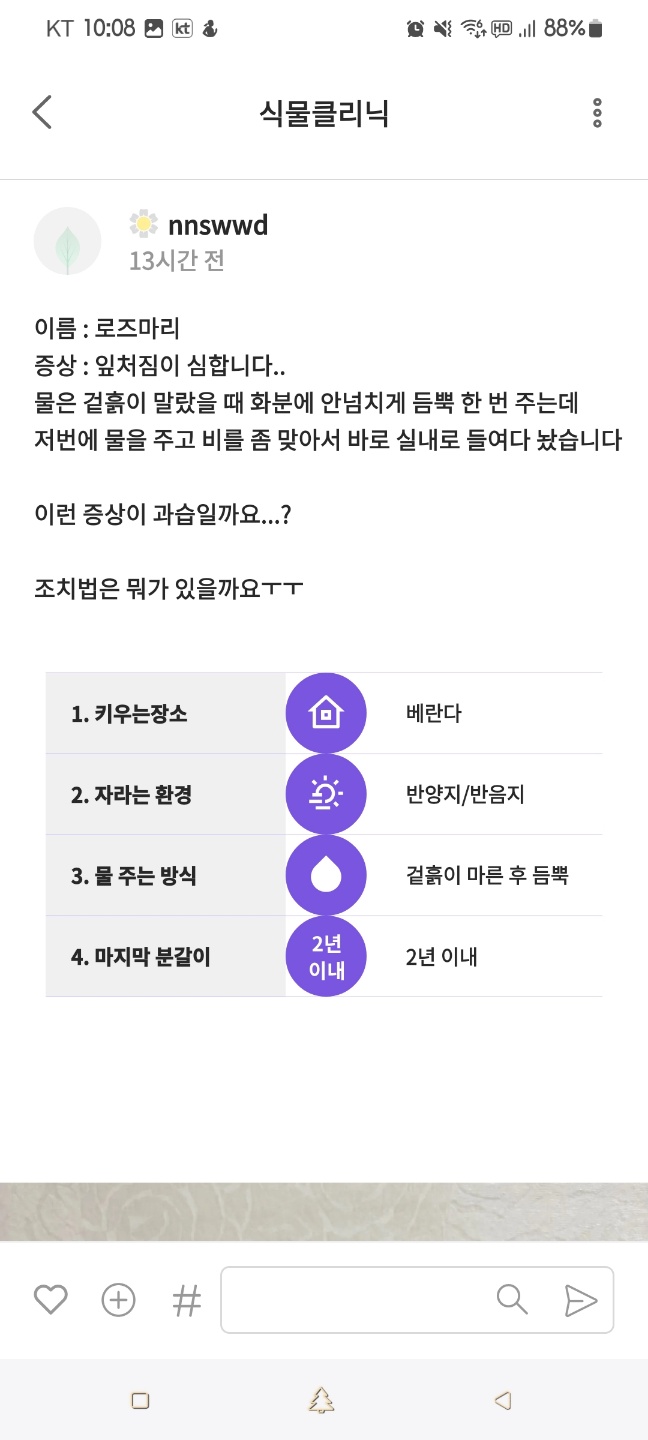 KT 10:08 kt HD 88%
식물클리닉
nnswwd
13시간 전
이름 : 로즈마리
증상 : 잎처짐이 심합니다..
물은 겉흙이 말랐을 때 화분에 안넘치게 듬뿍 한 번 주는데
저번에 물을 주고 비를 좀 맞아서 바로 실내로 들여다 놨습니다
이런 증상이 과습일까요...?
조치법은 뭐가 있을까요ㅜㅜ
1. 키우는장소 베란다
2. 자라는 환경 반양지/반음지
3. 물 주는 방식 겉흙이 마른 후 듬뿍
4. 마지막 분갈이 2년 이내 2년 이내